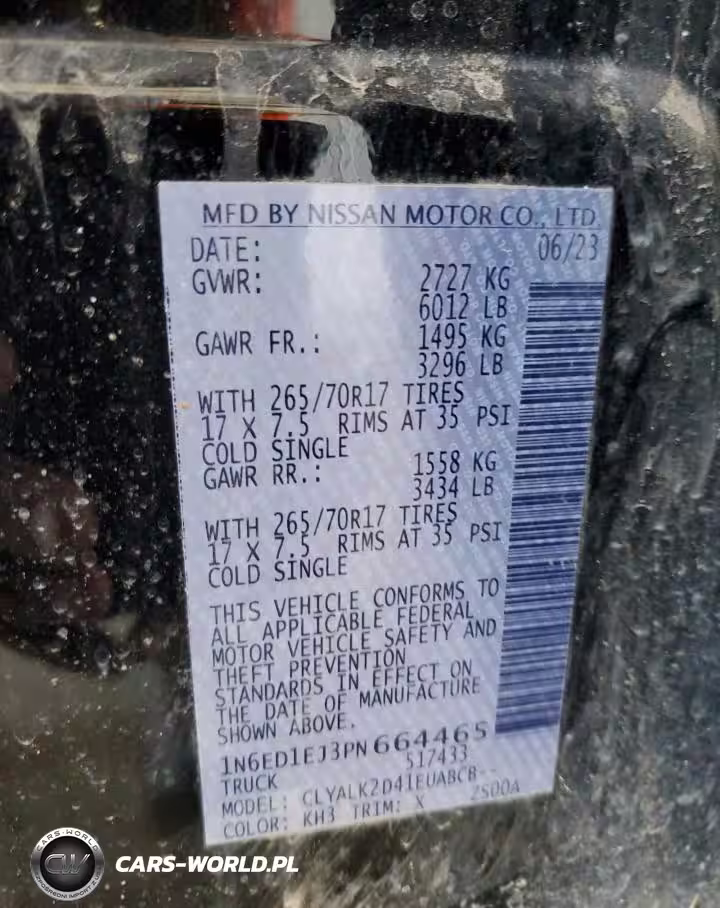 MFD BY NISSAN MOTOR CO., LTD.
DATE: 06/23
GVWR: 2727 KG
6012 LB
GAWR FR.: 1495 KG
3296 LB
WITH 265/70R17 TIRES
17 X 7.5 RIMS AT 35 PSI
COLD SINGLE
GAWR RR.: 1558 KG
3434 LB
WITH 265/70R17 TIRES
17 X 7.5 RIMS AT 35 PSI
COLD SINGLE
THIS VEHICLE CONFORMS TO
ALL APPLICABLE FEDERAL
MOTOR VEHICLE SAFETY AND
THEFT PREVENTION
STANDARDS IN EFFECT ON
THE DATE OF MANUFACTURE
SHOWN ABOVE.
1N6ED1EJ3PN664465
TRUCK 517433
MODEL: CLYALK2D41EUABCB--
COLOR: KH3 TRIM: X 2S00A
CARS-WORLD
CW
CARS-WORLD.PL